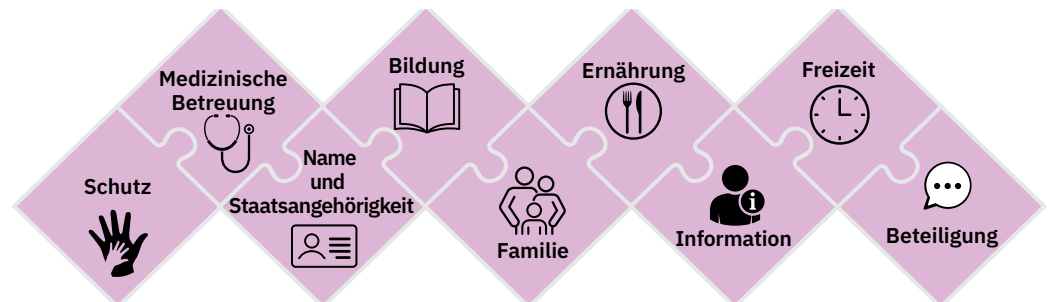 Schutz
Medizinische
Betreuung
Name
und
Staatsangehörigkeit
Bildung
Familie
Ernährung
Information
Freizeit
Beteiligung